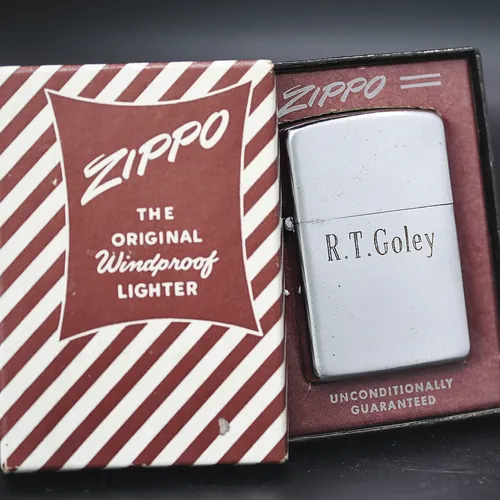 ZIPPO
THE
ORIGINAL
Windproof
LIGHTER
ZIPPO
R.T.Goley
UNCONDITIONALLY
GUARANTEED